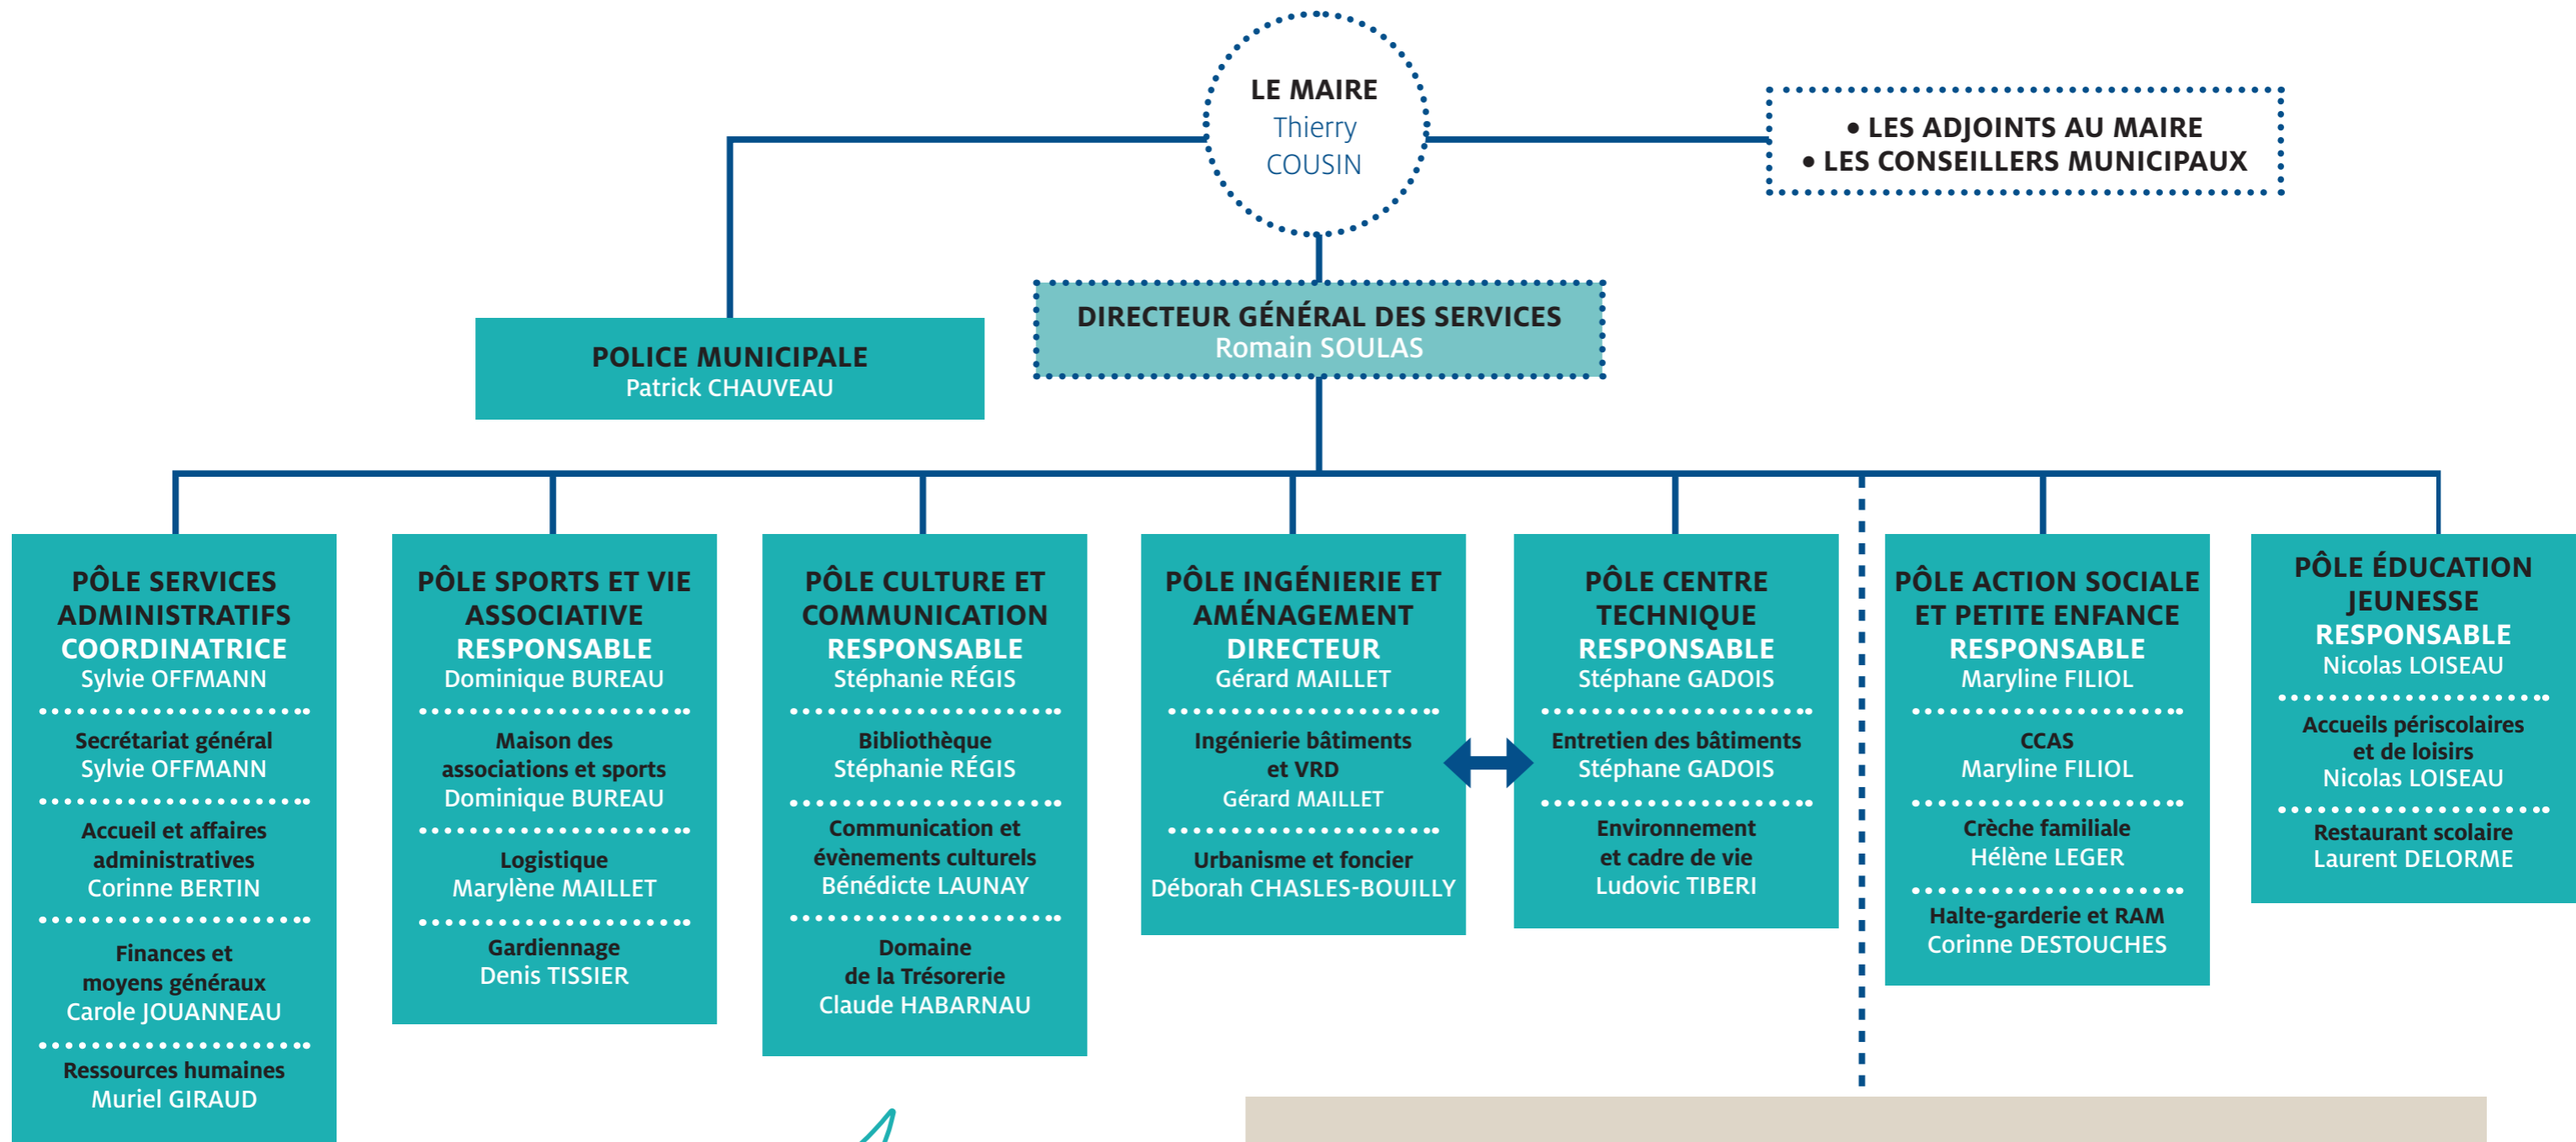 LE MAIRE
Thierry
COUSIN
• LES ADJOINTS AU MAIRE
• LES CONSEILLERS MUNICIPAUX
DIRECTEUR GÉNÉRAL DES SERVICES
Romain SOULAS
POLICE MUNICIPALE
Patrick CHAUVEAU
PÔLE SERVICES
ADMINISTRATIFS
COORDINATRICE
Sylvie OFFMANN
Secrétariat général
Sylvie OFFMANN
Accueil et affaires
administratives
Corinne BERTIN
Finances et
moyens généraux
Carole JOUANNEAU
Ressources humaines
Muriel GIRAUD
PÔLE SPORTS ET VIE
ASSOCIATIVE
RESPONSABLE
Dominique BUREAU
Maison des
associations et sports
Dominique BUREAU
Logistique
Marylène MAILLET
Gardiennage
Denis TISSIER
PÔLE CULTURE ET
COMMUNICATION
RESPONSABLE
Stéphanie RÉGIS
Bibliothèque
Stéphanie RÉGIS
Communication et
évènements culturels
Bénédicte LAUNAY
Domaine
de la Trésorerie
Claude HABARNAU
PÔLE INGÉNIERIE ET
AMÉNAGEMENT
DIRECTEUR
Gérard MAILLET
Ingénierie bâtiments
et VRD
Gérard MAILLET
Urbanisme et foncier
Déborah CHASLES-BOUILLY
PÔLE CENTRE
TECHNIQUE
RESPONSABLE
Stéphane GADOIS
Entretien des bâtiments
Stéphane GADOIS
Environnement
et cadre de vie
Ludovic TIBERI
PÔLE ACTION SOCIALE
ET PETITE ENFANCE
RESPONSABLE
Maryline FILIOL
CCAS
Maryline FILIOL
Crèche familiale
Hélène LEGER
Halte-garderie et RAM
Corinne DESTOUCHES
PÔLE ÉDUCATION
JEUNESSE
RESPONSABLE
Nicolas LOISEAU
Accueils périscolaires
et de loisirs
Nicolas LOISEAU
Restaurant scolaire
Laurent DELORME